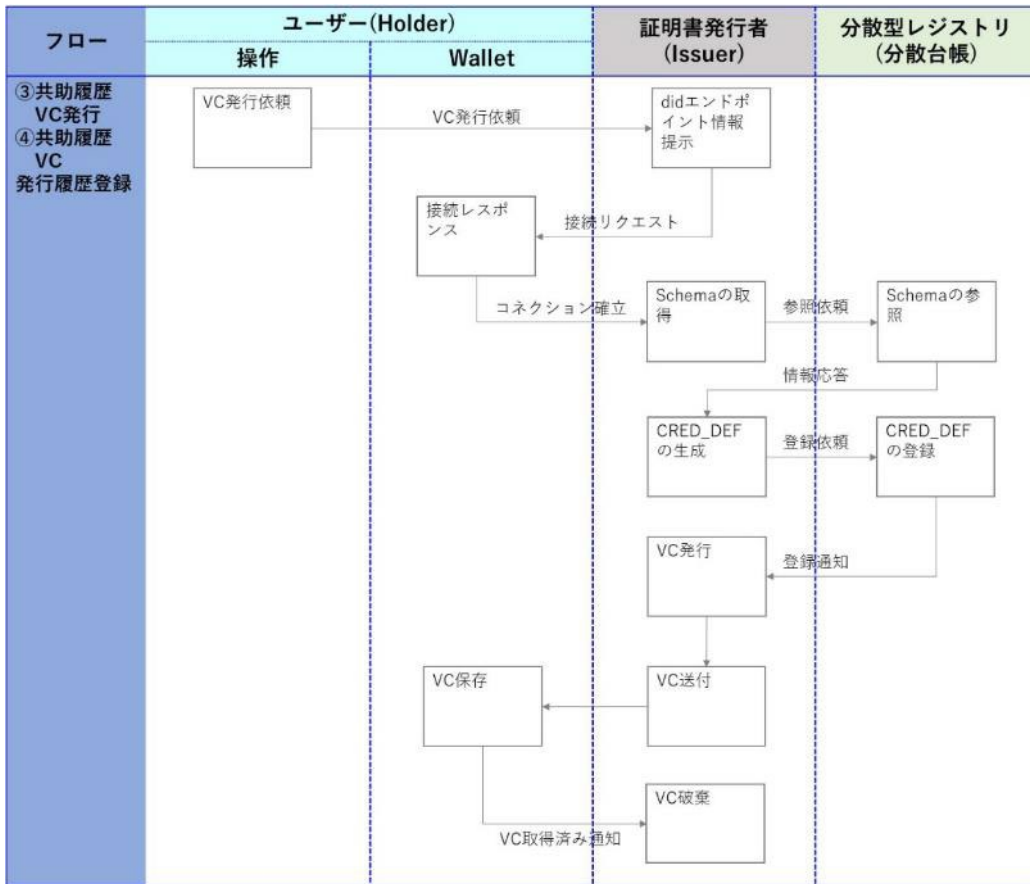 フロー
ユーザー(Holder)
操作
Wallet
証明書発行者
(Issuer)
分散型レジストリ
(分散台帳)
③共助履歴
VC発行
④共助履歴
VC
発行履歴登録
VC発行依頼
VC発行依頼
didエンドポ
イント情報
提示
接続レスポ
ンス
接続リクエスト
コネクション確立
Schemaの取
得
参照依頼
Schemaの参
照
情報応答
CRED_DEF
の生成
登録依頼
CRED_DEF
の登録
VC発行
登録通知
VC保存
VC送付
VC破棄
VC取得済み通知